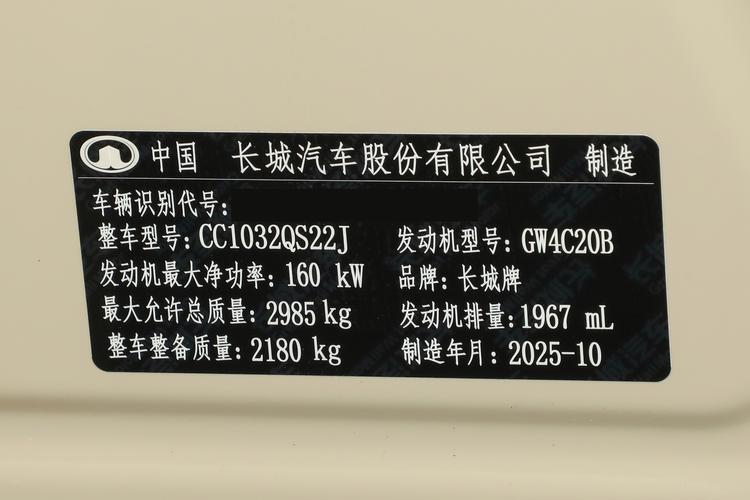 中国 长城汽车股份有限公司 制造
车辆识别代号:
整车型号: CC1032QS22J 发动机型号: GW4C20B
发动机最大净功率: 160 kW 品牌: 长城牌
最大允许总质量: 2985 kg 发动机排量: 1967 mL
整车整备质量: 2180 kg 制造年月: 2025-10